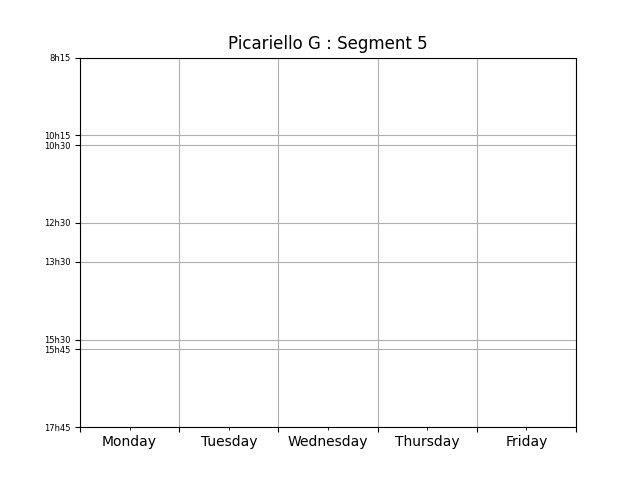 Picariello G : Segment 5
8h15
10h15
10h30
12h30
13h30
15h30
15h45
17h45
Monday Tuesday Wednesday Thursday Friday